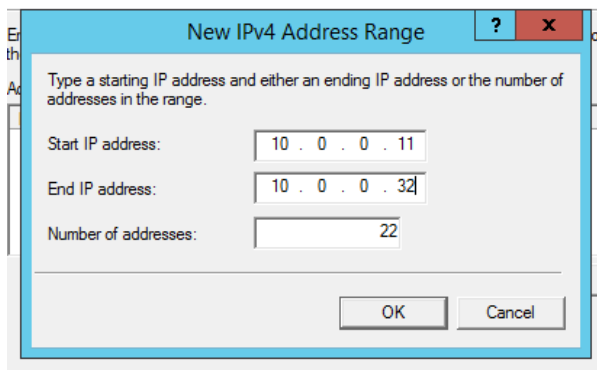 New IPv4 Address Range
?
x
Type a starting IP address and either an ending IP address or the number of
addresses in the range.
Start IP address: 10 . 0 . 0 . 11
End IP address: 10 . 0 . 0 . 32
Number of addresses: 22
OK Cancel